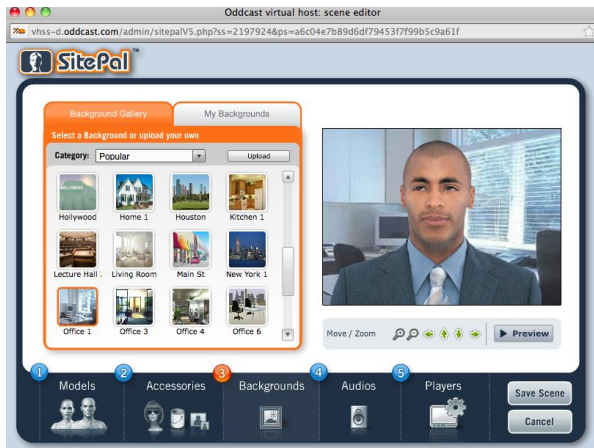 Oddcast virtual host: scene editor
vhss-d.oddcast.com/admin/sitepalV5.php?ss=2197924&ps=a6c04e7b89d6df79453f7f99b5c9a61f
SitePal™
Background Gallery
My Backgrounds
Select a Background or upload your own
Category:
Popular
Upload
HOLLYWOOD
Hollywood
Home 1
Houston
Kitchen 1
Lecture Hall
Living Room
Main St
New York 1
Office 1
Office 3
Office 4
Office 6
Move / Zoom
Preview
1
Models
2
Accessories
3
Backgrounds
4
Audios
5
Players
Save Scene
Cancel